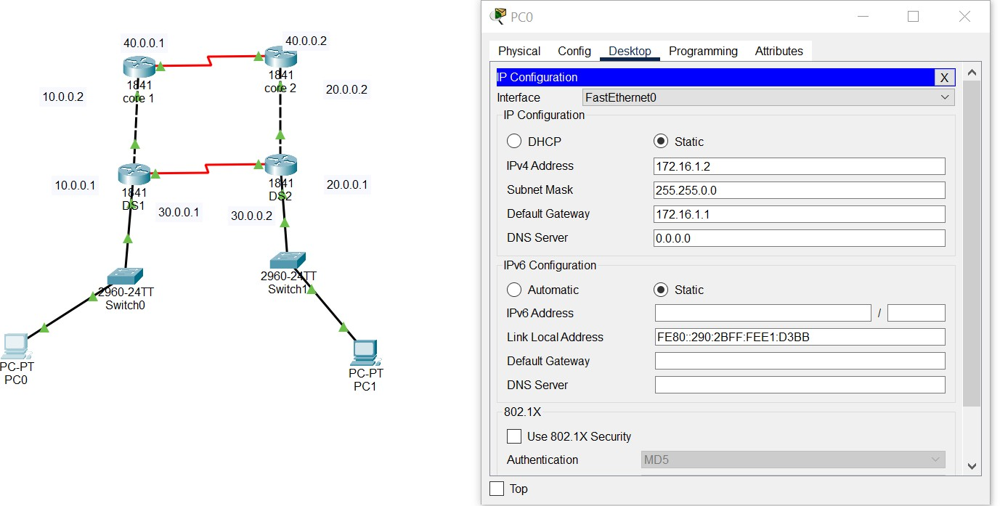 40.0.0.1
40.0.0.2
1841
core 1
1841
core 2
10.0.0.2
20.0.0.2
10.0.0.1
1841
DS1
1841
DS2
20.0.0.1
30.0.0.1
30.0.0.2
2960-24TT
Switch0
2960-24TT
Switch1
PC-PT
PC0
PC-PT
PC1
PC0
Physical Config Desktop Programming Attributes
IP Configuration X
Interface FastEthernet0
IP Configuration
DHCP Static
IPv4 Address 172.16.1.2
Subnet Mask 255.255.0.0
Default Gateway 172.16.1.1
DNS Server 0.0.0.0
IPv6 Configuration
Automatic Static
IPv6 Address /
Link Local Address FE80::290:2BFF:FEE1:D3BB
Default Gateway
DNS Server
802.1X
Use 802.1X Security
Authentication MD5
Top